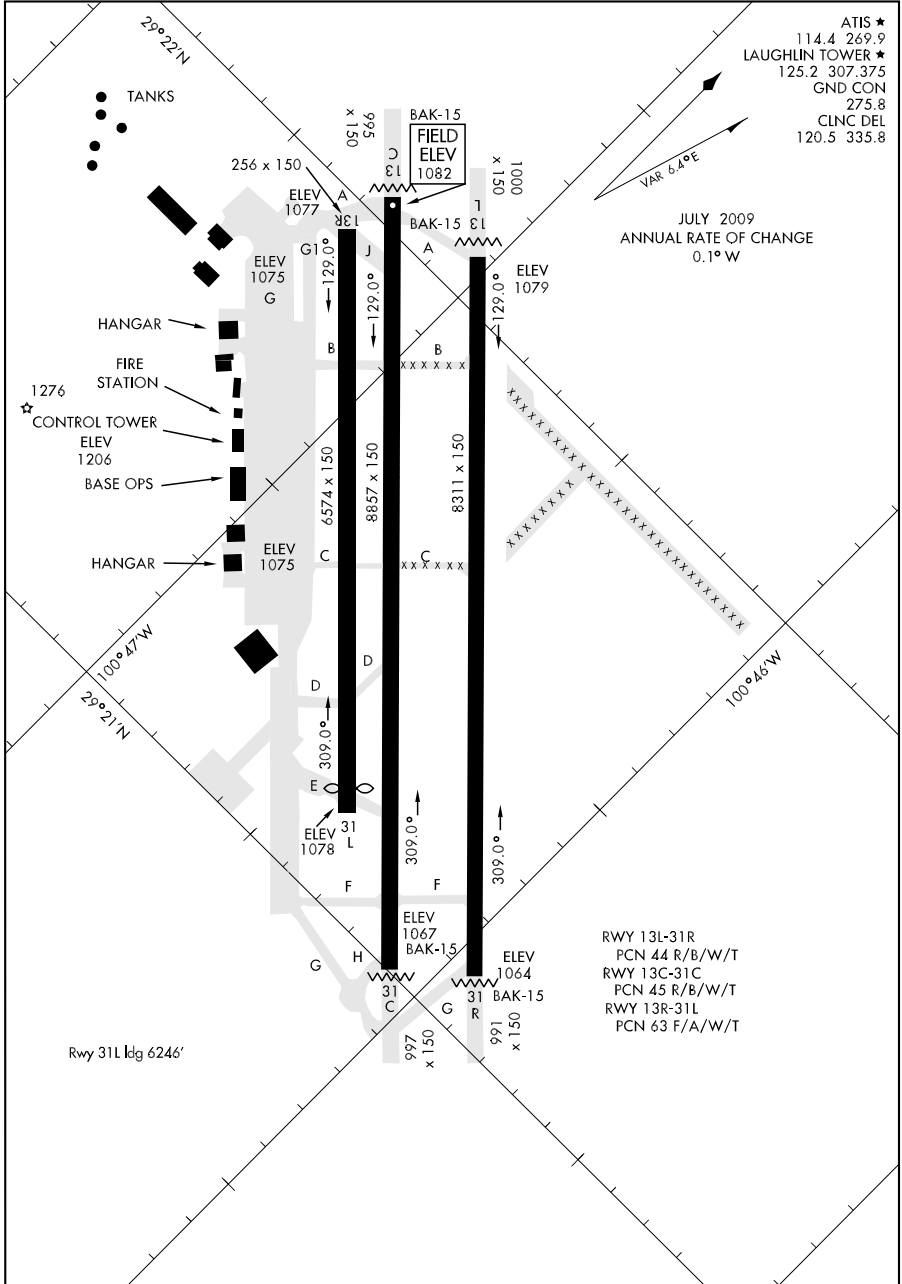 29°22'N
ATIS ★
114.4 269.9
LAUGHLIN TOWER ★
125.2 307.375
GND CON
275.8
CLNC DEL
120.5 335.8
TANKS
995
x 150
BAK-15
FIELD
ELEV
1082
13
C
256 x 150
1000
x 150
VAR 6.4°E
ELEV
1077
A
13R
BAK-15
13
L
JULY 2009
ANNUAL RATE OF CHANGE
0.1° W
G1
J
A
ELEV
1075
G
129.0°
129.0°
129.0°
ELEV
1079
HANGAR
B
B
x x x x x x
FIRE
STATION
1276
CONTROL TOWER
ELEV
1206
BASE OPS
6574 x 150
8857 x 150
8311 x 150
HANGAR
ELEV
1075
C
C
x x x x x x
100°47'W
29°21'N
100°46'W
D
D
309.0°
E
ELEV
1078
31
L
309.0°
309.0°
F
F
ELEV
1067
BAK-15
G
H
31
C
G
ELEV
1064
BAK-15
31
R
997
x 150
991
x 150
RWY 13L-31R
PCN 44 R/B/W/T
RWY 13C-31C
PCN 45 R/B/W/T
RWY 13R-31L
PCN 63 F/A/W/T
Rwy 31L ldg 6246'